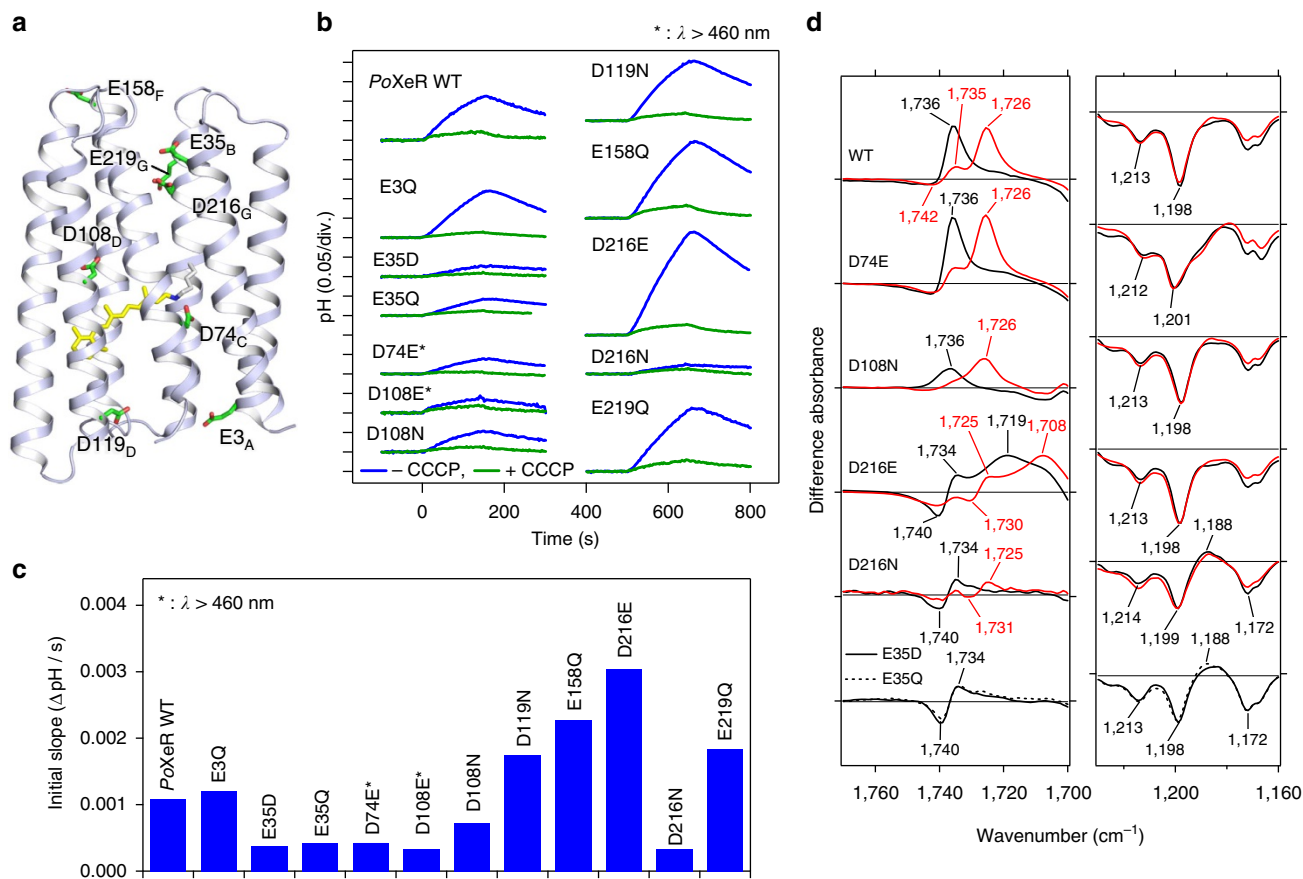 a
E158F
E35B
E219G
D216G
D108D
D74C
D119D
E3A
b
* : λ > 460 nm
pH (0.05/div.)
PoXeR WT
E3Q
E35D
E35Q
D74E*
D108E*
D108N
D119N
E158Q
D216E
D216N
E219Q
– CCCP, + CCCP
0 200 400 600 800
Time (s)
c
* : λ > 460 nm
Initial slope (ΔpH / s)
0.004
0.003
0.002
0.001
0.000
PoXeR WT
E3Q
E35D
E35Q
D74E*
D108E*
D108N
D119N
E158Q
D216E
D216N
E219Q
d
Difference absorbance
WT
1,736 1,735 1,726
1,742
1,213
1,198
D74E
1,736 1,726
1,212
1,201
D108N
1,736 1,726
1,213
1,198
D216E
1,734 1,725 1,719 1,708
1,740 1,730
1,213
1,198
D216N
1,734 1,725
1,740 1,731
1,188
1,214
1,199 1,172
E35D
E35Q
1,734
1,740
1,188
1,213
1,198 1,172
1,760 1,740 1,720 1,700
1,200 1,160
Wavenumber (cm⁻¹)